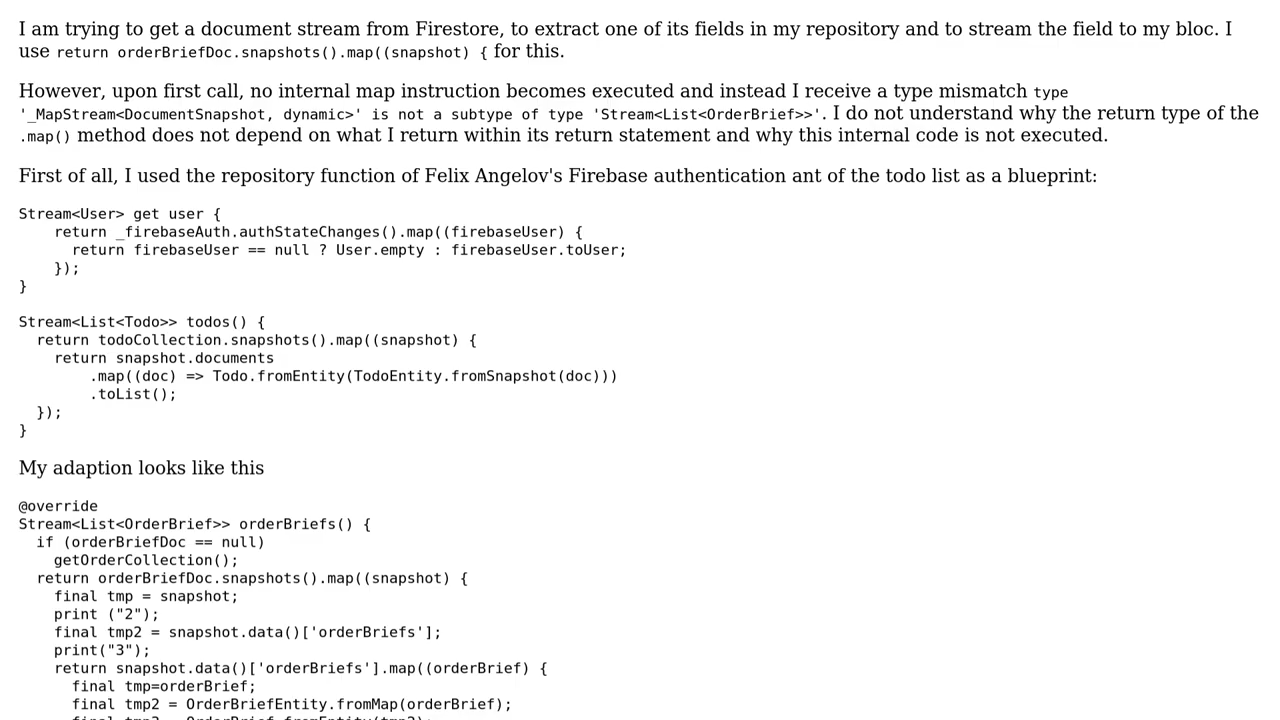 I am trying to get a document stream from Firestore, to extract one of its fields in my repository and to stream the field to my bloc. I
use return orderBriefDoc.snapshots().map((snapshot) { for this.
However, upon first call, no internal map instruction becomes executed and instead I receive a type mismatch type
'_MapStream<DocumentSnapshot, dynamic>' is not a subtype of type 'Stream<List<OrderBrief>>'. I do not understand why the return type of the
.map() method does not depend on what I return within its return statement and why this internal code is not executed.
First of all, I used the repository function of Felix Angelov's Firebase authentication ant of the todo list as a blueprint:
Stream<User> get user {
    return _firebaseAuth.authStateChanges().map((firebaseUser) {
      return firebaseUser == null ? User.empty : firebaseUser.toUser;
    });
}
Stream<List<Todo>> todos() {
  return todoCollection.snapshots().map((snapshot) {
    return snapshot.documents
        .map((doc) => Todo.fromEntity(TodoEntity.fromSnapshot(doc)))
        .toList();
  });
}
My adaption looks like this
@override
Stream<List<OrderBrief>> orderBriefs() {
  if (orderBriefDoc == null)
    getOrderCollection();
  return orderBriefDoc.snapshots().map((snapshot) {
    final tmp = snapshot;
    print ("2");
    final tmp2 = snapshot.data()['orderBriefs'];
    print("3");
    return snapshot.data()['orderBriefs'].map((orderBrief) {
      final tmp=orderBrief;
      final tmp2 = OrderBriefEntity.fromMap(orderBrief);
      final tmp3 = OrderBrief.fromEntity(tmp2);